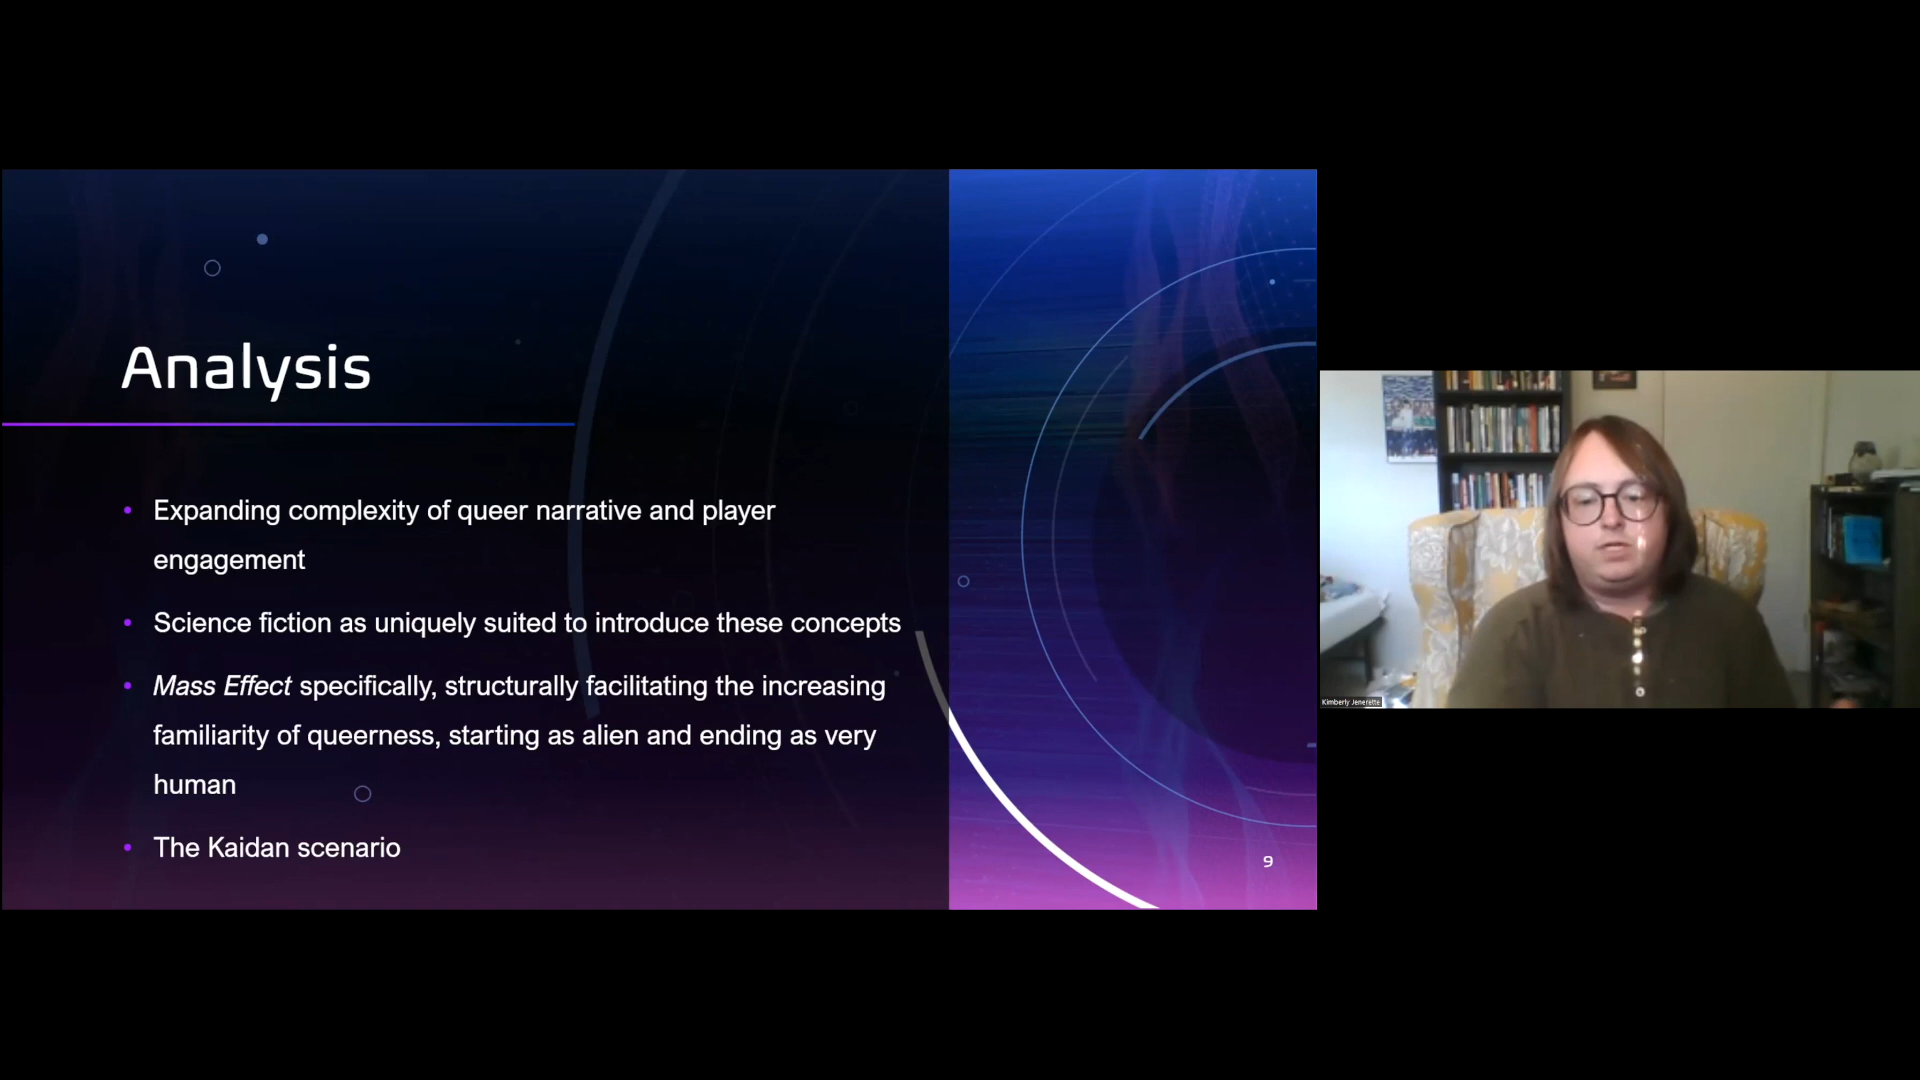 Analysis
• Expanding complexity of queer narrative and player
engagement
• Science fiction as uniquely suited to introduce these concepts
• Mass Effect specifically, structurally facilitating the increasing
familiarity of queerness, starting as alien and ending as very
human
• The Kaidan scenario
9
Kimberly Jenerette